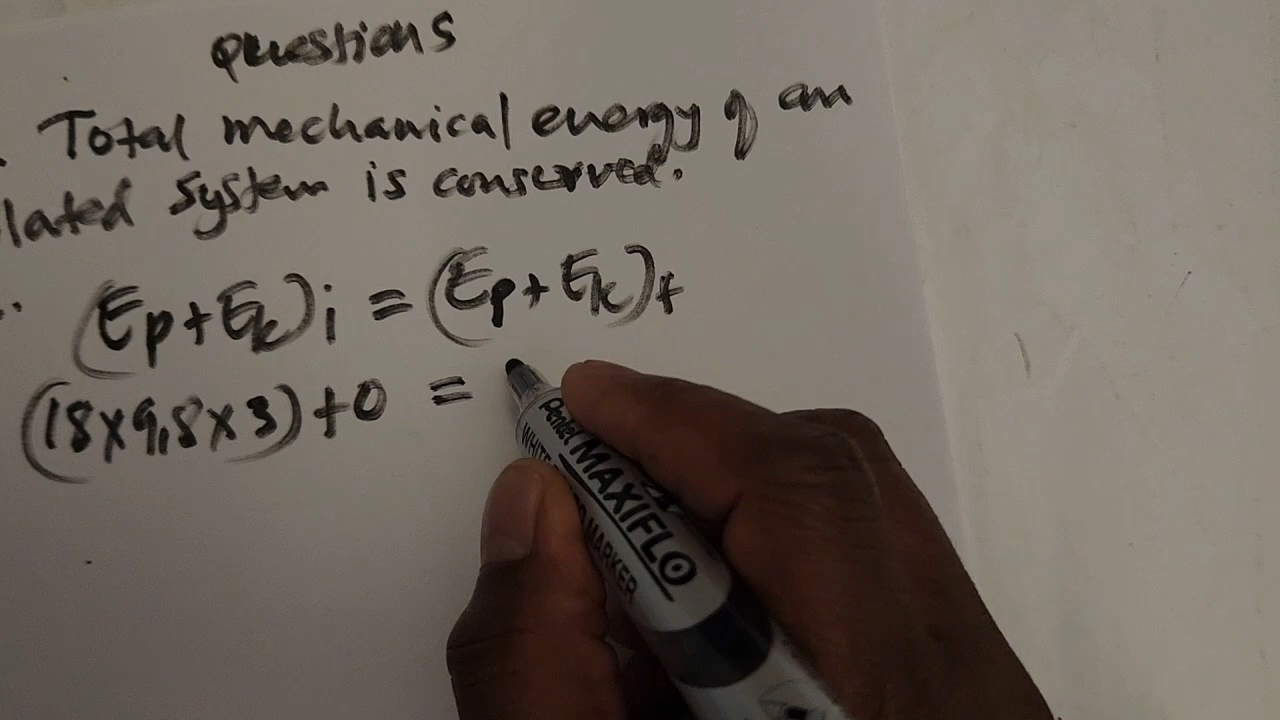 Questions
. Total mechanical energy of an
lated system is conserved.
(Ep+Ek)i = (Ep+Ek)f
(18x9,8x3)+0 =
Pentel MAXIFLO
MARKER